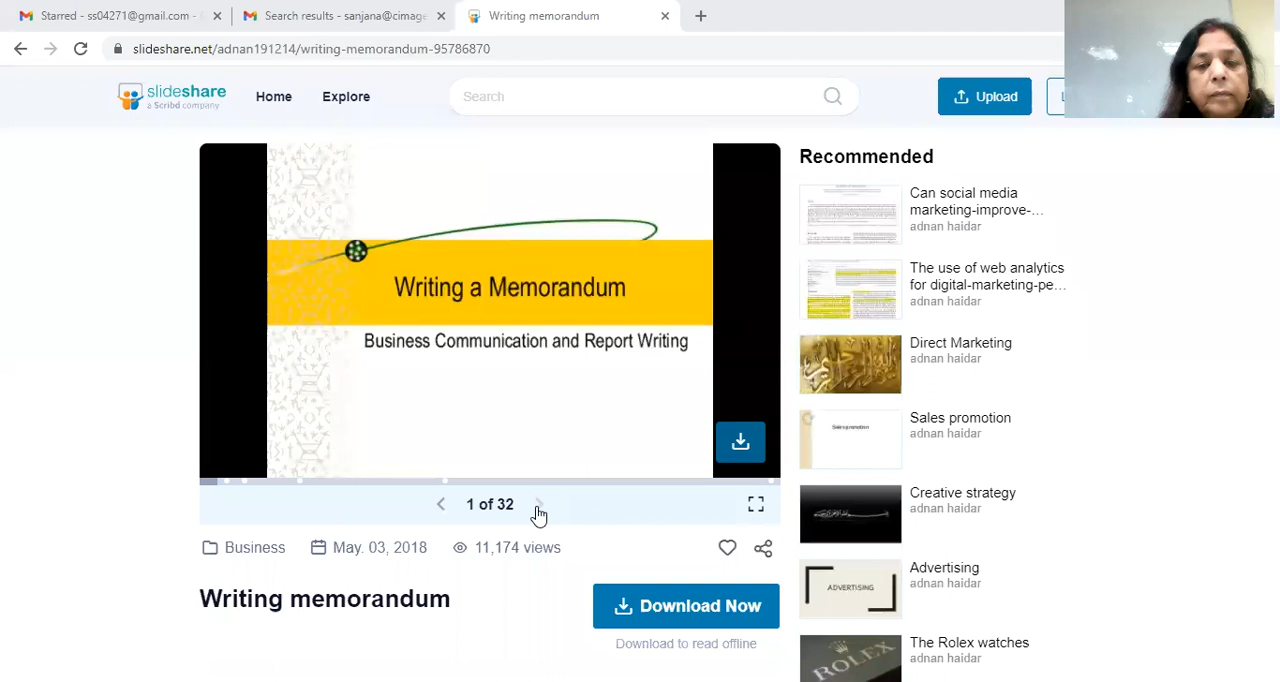 Starred - ss04271@gmail.com -
Search results - sanjana@cimage
Writing memorandum
slideshare.net/adnan191214/writing-memorandum-95786870
slideshare
a Scribd company
Home
Explore
Search
Upload
Writing a Memorandum
Business Communication and Report Writing
1 of 32
Business
May. 03, 2018
11,174 views
Writing memorandum
Download Now
Download to read offline
Recommended
Can social media
marketing-improve-…
adnan haidar
The use of web analytics
for digital-marketing-pe…
adnan haidar
Direct Marketing
adnan haidar
Sales promotion
Sales promotion
adnan haidar
Creative strategy
adnan haidar
ADVERTISING
Advertising
adnan haidar
ROLEX
The Rolex watches
adnan haidar